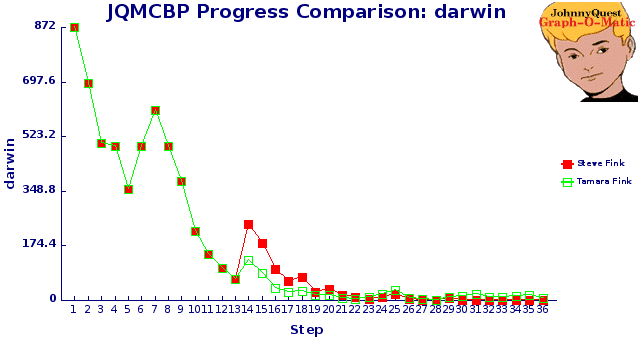 JQMCBP Progress Comparison: darwin
JohnnyQuest
Graph-O-Matic
872
697.6
523.2
348.8
174.4
0
darwin
Steve Fink
Tamara Fink
1 2 3 4 5 6 7 8 9 10 11 12 13 14 15 16 17 18 19 20 21 22 23 24 25 26 27 28 29 30 31 32 33 34 35 36
Step